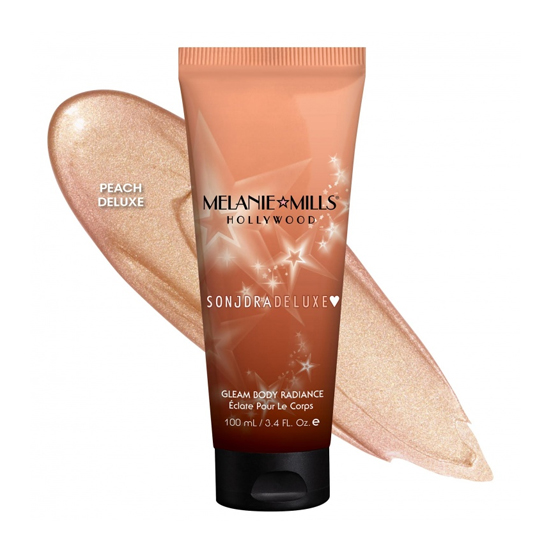 PEACH
DELUXE
MELANIE☆MILLS
HOLLYWOOD
SONJDRADELUXE♥
GLEAM BODY RADIANCE
Éclate Pour Le Corps
100 mL / 3.4 FL. Oz. e